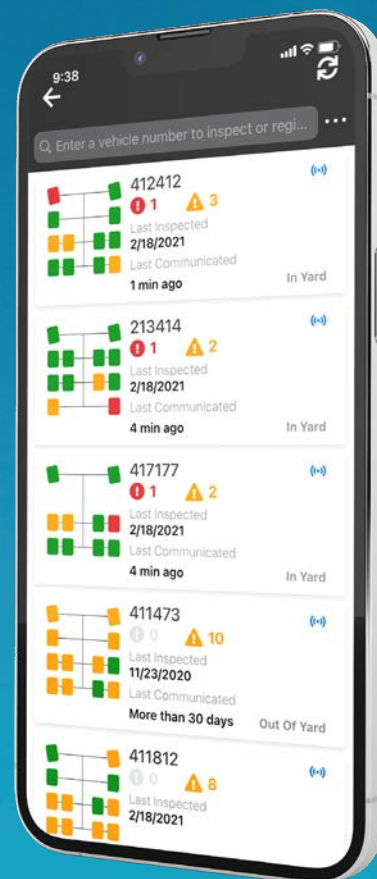 9:38
Enter a vehicle number to inspect or regi...
412412
1 3
Last Inspected
2/18/2021
Last Communicated
1 min ago In Yard
213414
1 2
Last Inspected
2/18/2021
Last Communicated
4 min ago In Yard
417177
1 2
Last Inspected
2/18/2021
Last Communicated
4 min ago In Yard
411473
0 10
Last Inspected
11/23/2020
Last Communicated
More than 30 days Out Of Yard
411812
0 8
Last Inspected
2/18/2021